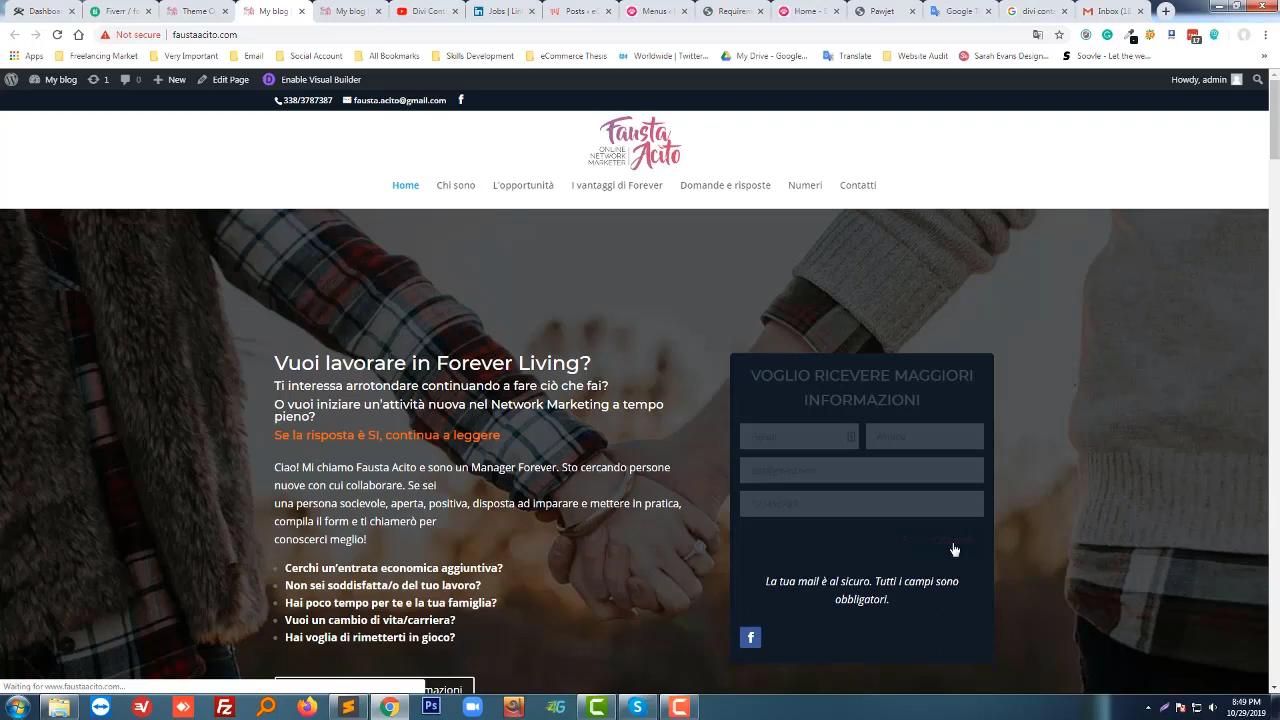 Dashboa
Fiverr / h
Theme O
My blog
My blog
Divi Cont
Jobs | Lin
Posts ‹ e
Menus ‹
Require
Home -
Pawjet
Google T
divi cont
Inbox (1
Not secure | faustaacito.com
Apps Freelancing Market Very Important Email Social Account All Bookmarks Skills Development eCommerce Thesis Worldwide | Twitter... My Drive - Google... Translate Website Audit Sarah Evans Design... Soovle - Let the we...
My blog 1 0 New Edit Page Enable Visual Builder Howdy, admin
338/3787387 fausta.acito@gmail.com
Fausta
Acito
ONLINE
NETWORK
MARKETER
Home Chi sono L'opportunità I vantaggi di Forever Domande e risposte Numeri Contatti
Vuoi lavorare in Forever Living?
Ti interessa arrotondare continuando a fare ciò che fai?
O vuoi iniziare un'attività nuova nel Network Marketing a tempo
pieno?
Se la risposta è Si, continua a leggere
Ciao! Mi chiamo Fausta Acito e sono un Manager Forever. Sto cercando persone
nuove con cui collaborare. Se sei
una persona socievole, aperta, positiva, disposta ad imparare e mettere in pratica,
compila il form e ti chiamerò per
conoscerci meglio!
Cerchi un'entrata economica aggiuntiva?
Non sei soddisfatta/o del tuo lavoro?
Hai poco tempo per te e la tua famiglia?
Vuoi un cambio di vita/carriera?
Hai voglia di rimetterti in gioco?
mazioni
VOGLIO RICEVERE MAGGIORI
INFORMAZIONI
La tua mail è al sicuro. Tutti i campi sono
obbligatori.
Waiting for www.faustaacito.com...
8:49 PM
10/29/2019